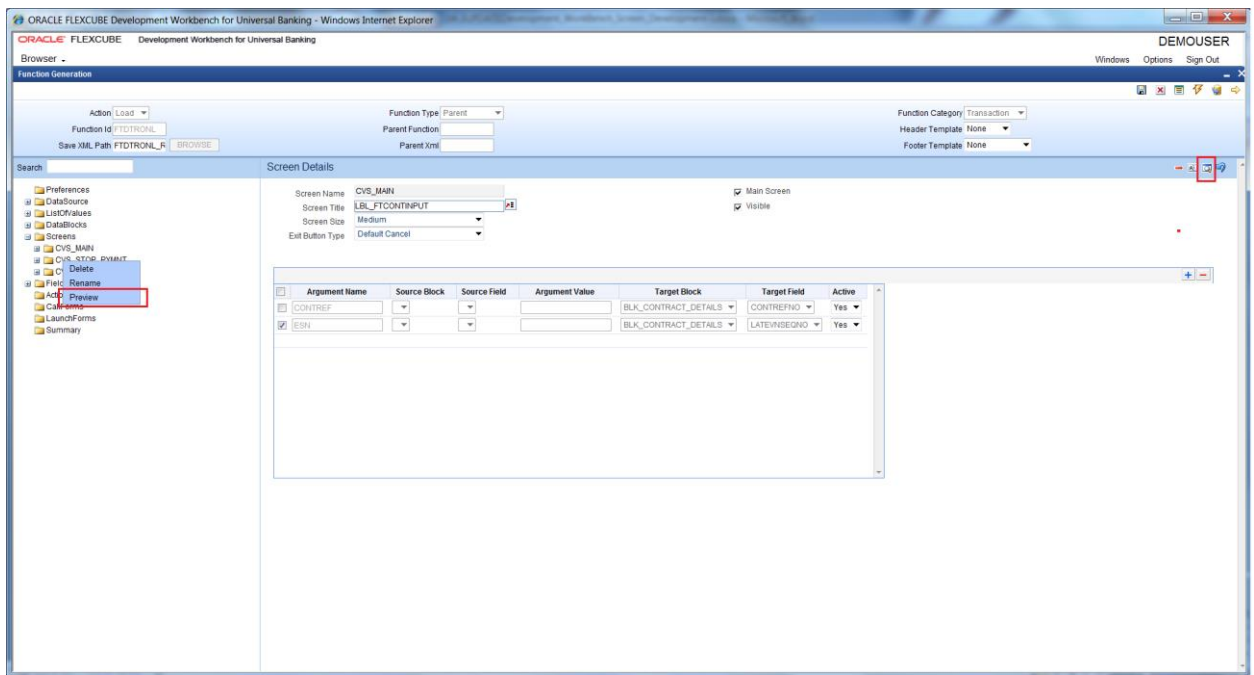 ORACLE FLEXCUBE Development Workbench for Universal Banking - Windows Internet Explorer
ORACLE FLEXCUBE Development Workbench for Universal Banking
DEMOUSER
Browser
Windows Options Sign Out
Function Generation
Action Load Function Type Parent Function Category Transaction
Function Id FTDTRONL Parent Function Header Template None
Save XML Path FTDTRONL_R BROWSE Parent Xml Footer Template None
Search
Screen Details
Preferences
DataSource
ListOfValues
DataBlocks
Screens
CVS_MAIN
CVS_STOP_PYMNT
Delete
Rename
Preview
LaunchForms
Summary
Screen Name CVS_MAIN Main Screen
Screen Title LBL_FTCONTINPUT Visible
Screen Size Medium
Exit Button Type Default Cancel
Argument Name Source Block Source Field Argument Value Target Block Target Field Active
CONTREF BLK_CONTRACT_DETAILS CONTREFNO Yes
ESN BLK_CONTRACT_DETAILS LATEVNSEQNO Yes